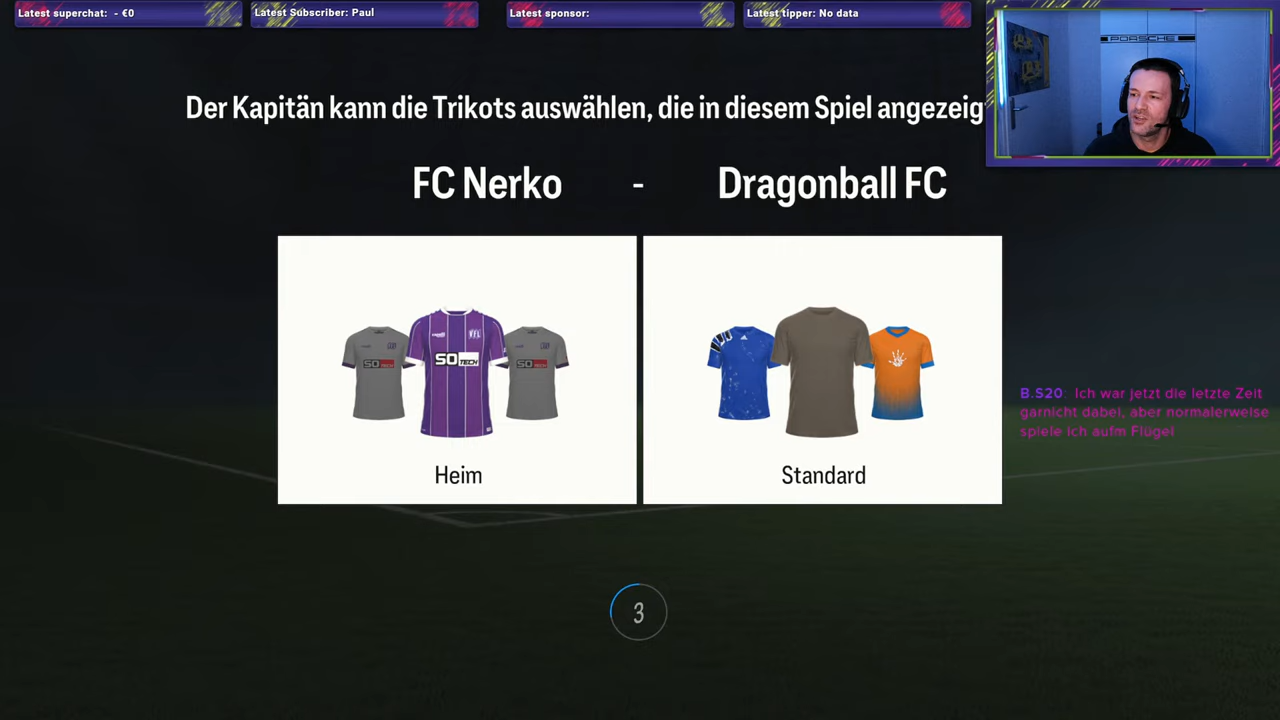 Latest superchat: - €0
Latest Subscriber: Paul
Latest sponsor:
Latest tipper: No data
PORSCHE
Der Kapitän kann die Trikots auswählen, die in diesem Spiel angezeig
FC Nerko - Dragonball FC
VFL
SO TECH
SO TECH
SO TECH
Heim
Standard
B.S20: Ich war jetzt die letzte Zeit
garnicht dabei, aber normalerweise
spiele ich aufm Flügel
3